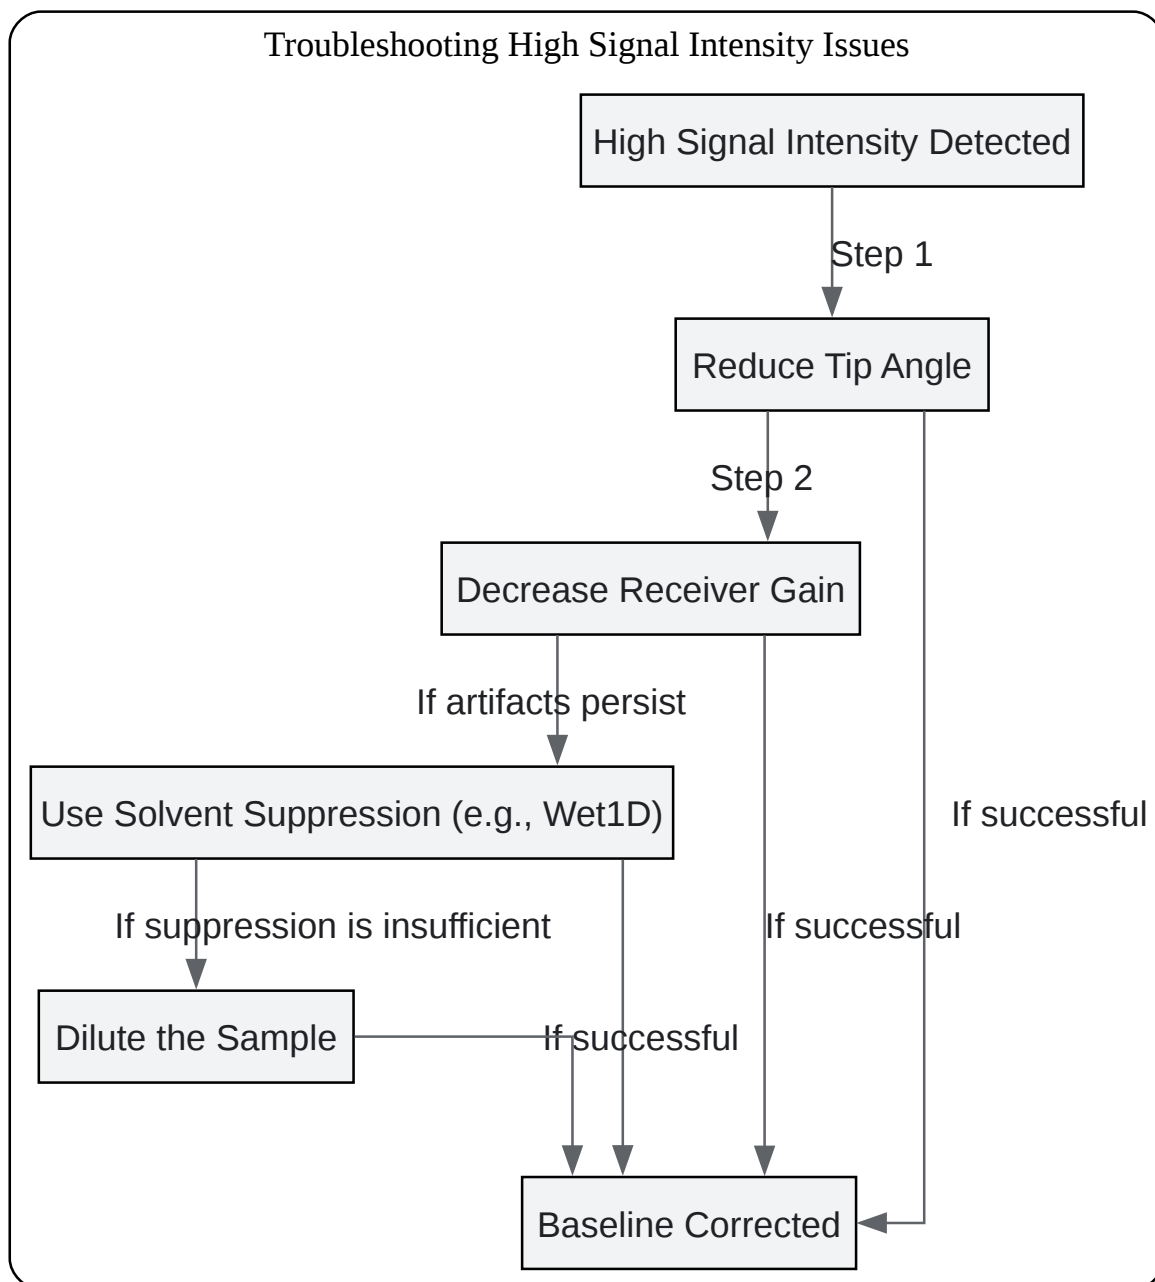 Troubleshooting High Signal Intensity Issues
High Signal Intensity Detected
Step 1
Reduce Tip Angle
Step 2
Decrease Receiver Gain
If artifacts persist
Use Solvent Suppression (e.g., Wet1D)
If successful
If suppression is insufficient
If successful
Dilute the Sample
If successful
Baseline Corrected